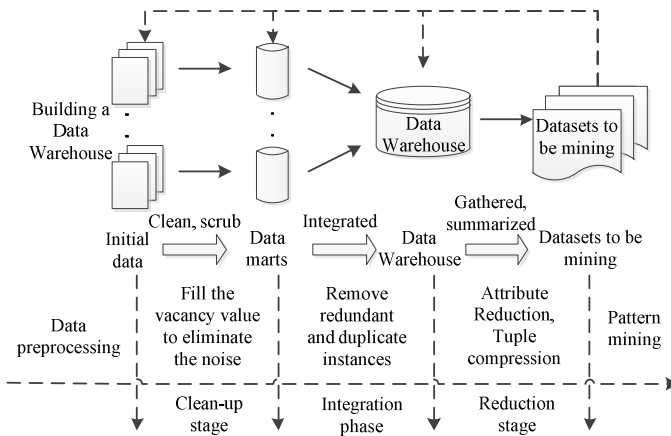 Building a
Data
Warehouse
Data
Warehouse
Datasets to
be mining
Clean, scrub
Integrated
Gathered,
summarized
Initial
data
Data
marts
Data
Warehouse
Datasets to be
mining
Data
preprocessing
Fill the
vacancy value
to eliminate
the noise
Remove
redundant
and duplicate
instances
Attribute
Reduction,
Tuple
compression
Pattern
mining
Clean-up
stage
Integration
phase
Reduction
stage